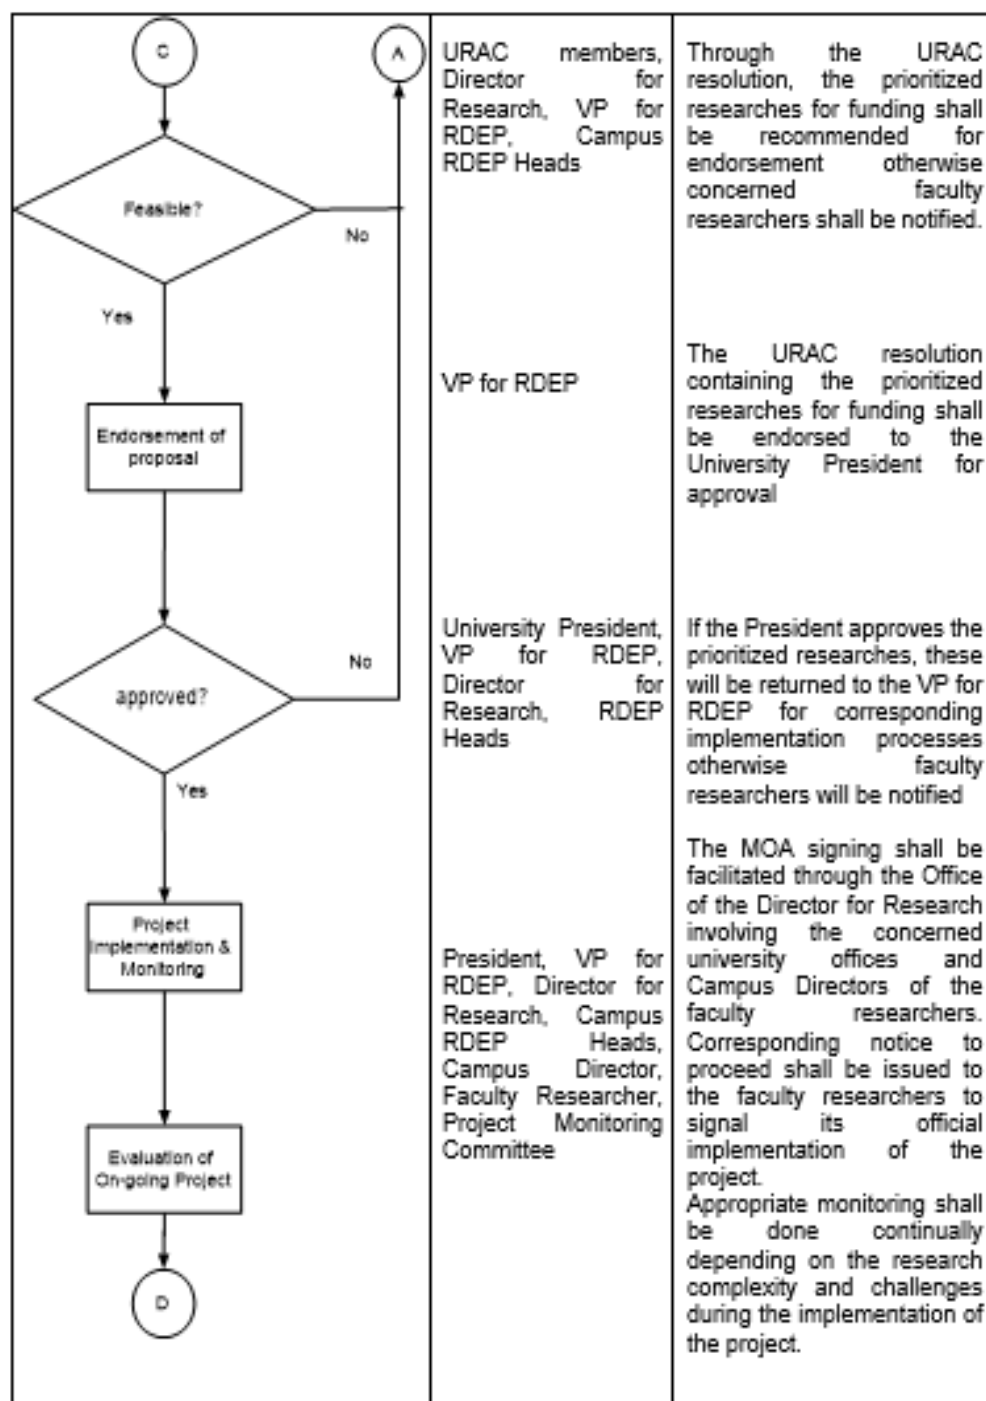 C
A
Feasible?
No
Yes
Endorsement of
proposal
approved?
No
Yes
Project
Implementation &
Monitoring
Evaluation of
On-going Project
D
URAC members,
Director for
Research, VP for
RDEP, Campus
RDEP Heads
VP for RDEP
University President,
VP for RDEP,
Director for
Research, RDEP
Heads
President, VP for
RDEP, Director for
Research, Campus
RDEP Heads,
Campus Director,
Faculty Researcher,
Project Monitoring
Committee
Through the URAC
resolution, the prioritized
researches for funding shall
be recommended for
endorsement otherwise
concerned faculty
researchers shall be notified.
The URAC resolution
containing the prioritized
researches for funding shall
be endorsed to the
University President for
approval
If the President approves the
prioritized researches, these
will be returned to the VP for
RDEP for corresponding
implementation processes
otherwise faculty
researchers will be notified
The MOA signing shall be
facilitated through the Office
of the Director for Research
involving the concerned
university offices and
Campus Directors of the
faculty researchers.
Corresponding notice to
proceed shall be issued to
the faculty researchers to
signal its official
implementation of the
project.
Appropriate monitoring shall
be done continually
depending on the research
complexity and challenges
during the implementation of
the project.